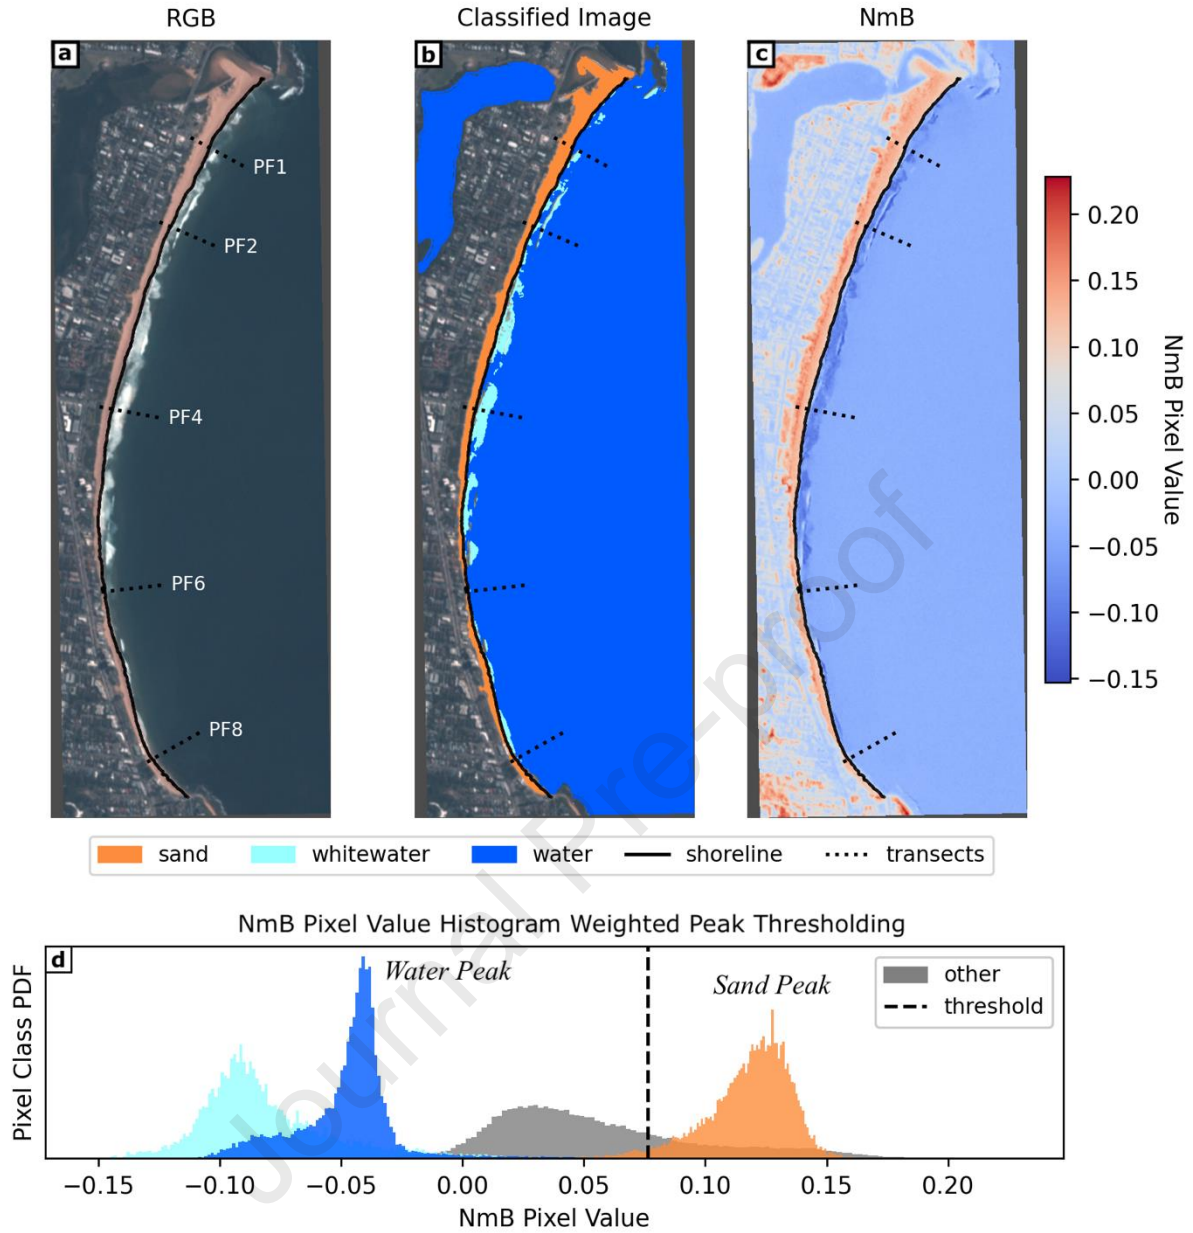 RGB
Classified Image
NmB
a
b
c
PF1
PF2
PF4
PF6
PF8
0.20
0.15
0.10
0.05
0.00
−0.05
−0.10
−0.15
NmB Pixel Value
sand
whitewater
water
shoreline
transects
NmB Pixel Value Histogram Weighted Peak Thresholding
d
Water Peak
Sand Peak
other
threshold
Pixel Class PDF
−0.15
−0.10
−0.05
0.00
0.05
0.10
0.15
0.20
NmB Pixel Value
Journal Pre-proof